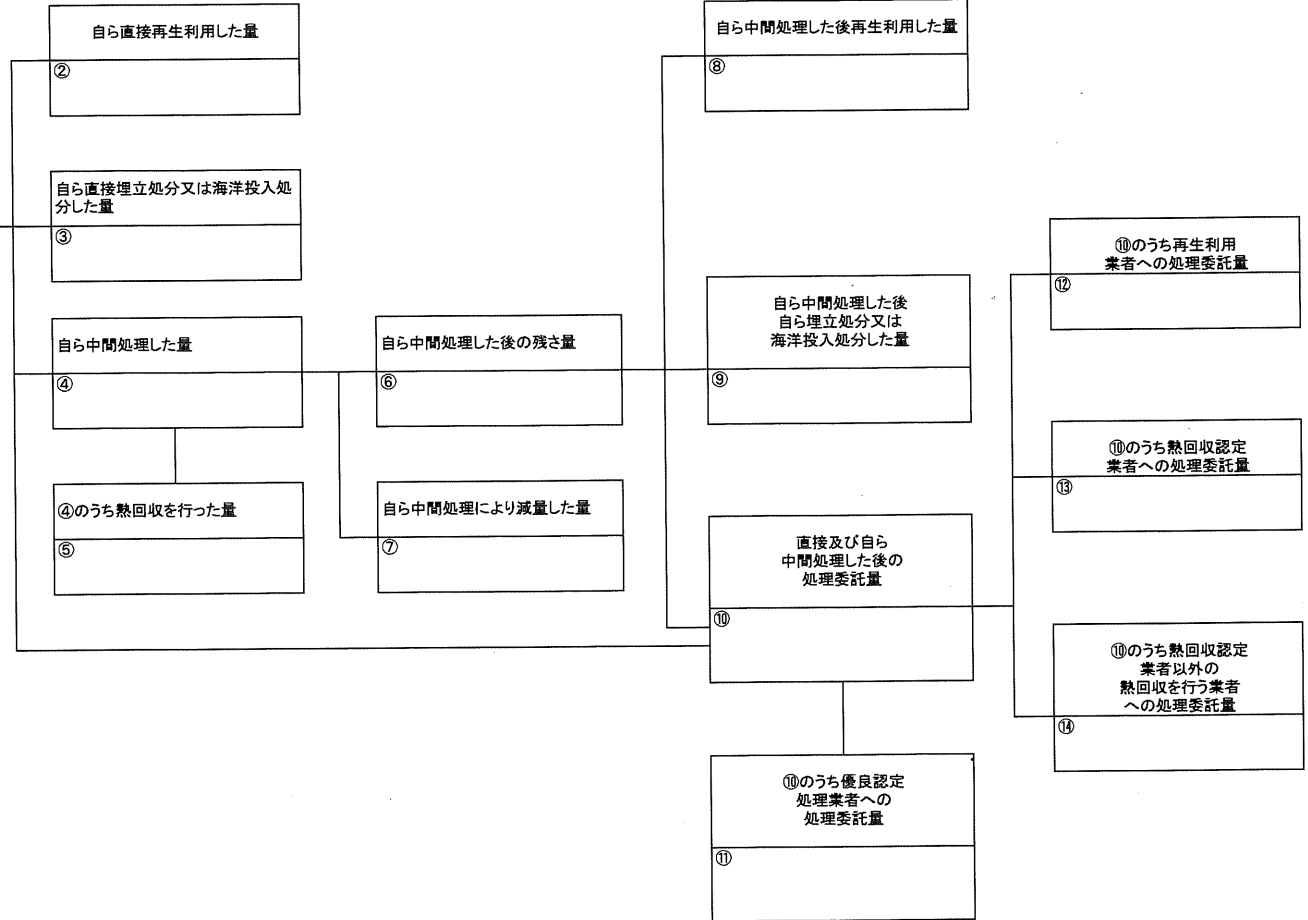 自ら直接再生利用した量
②
自ら直接埋立処分又は海洋投入処
分した量
③
自ら中間処理した量
④
④のうち熱回収を行った量
⑤
自ら中間処理した後の残さ量
⑥
自ら中間処理により減量した量
⑦
自ら中間処理した後再生利用した量
⑧
自ら中間処理した後
自ら埋立処分又は
海洋投入処分した量
⑨
直接及び自ら
中間処理した後の
処理委託量
⑩
⑩のうち優良認定
処理業者への
処理委託量
⑪
⑩のうち再生利用
業者への処理委託量
⑫
⑩のうち熱回収認定
業者への処理委託量
⑬
⑩のうち熱回収認定
業者以外の
熱回収を行う業者
への処理委託量
⑭